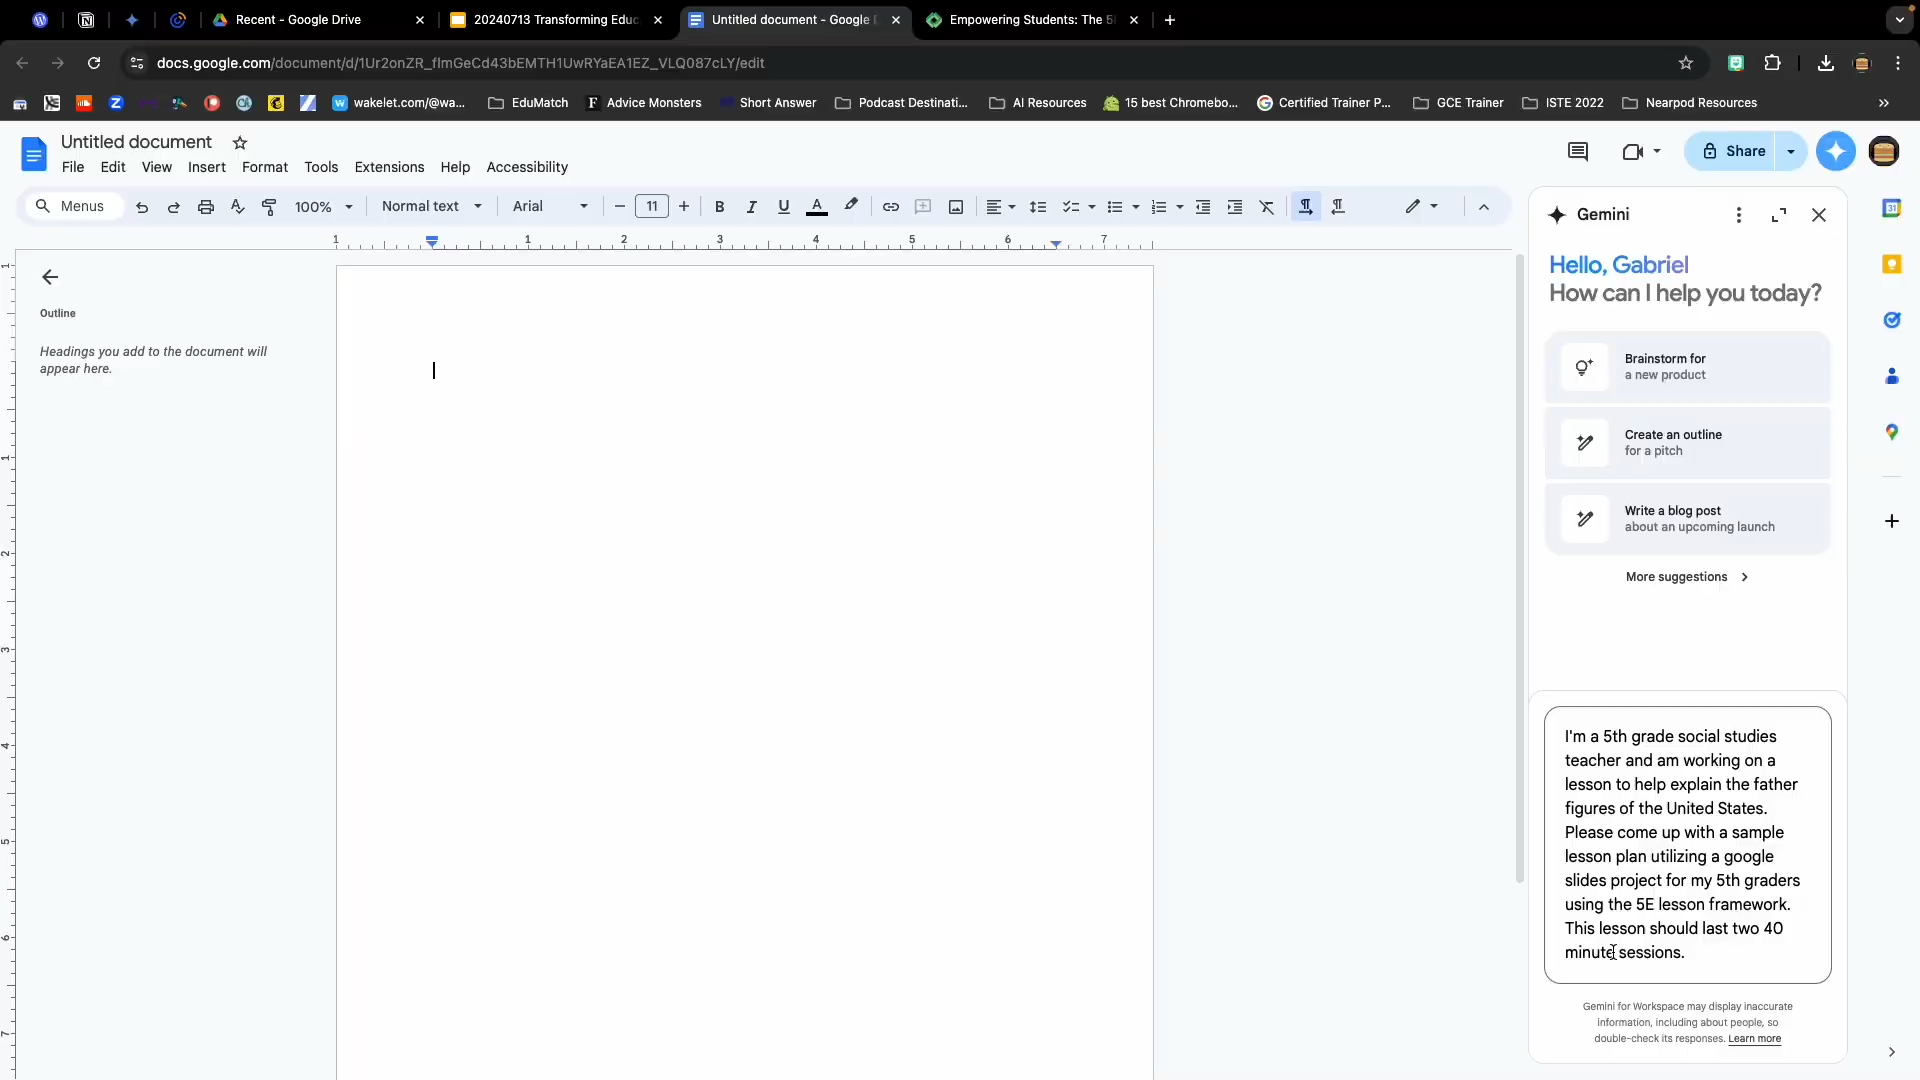 Recent - Google Drive
20240713 Transforming Educ
Untitled document - Google D
Empowering Students: The 5
docs.google.com/document/d/1Ur2onZR_fImGeCd43bEMTH1UwRYaEA1EZ_VLQ087cLY/edit
wakelet.com/@wa...
EduMatch
Advice Monsters
Short Answer
Podcast Destinati...
AI Resources
15 best Chromebo...
Certified Trainer P...
GCE Trainer
ISTE 2022
Nearpod Resources
Untitled document
File
Edit
View
Insert
Format
Tools
Extensions
Help
Accessibility
Share
Menus
100%
Normal text
Arial
11
Outline
Headings you add to the document will
appear here.
Gemini
Hello, Gabriel
How can I help you today?
Brainstorm for
a new product
Create an outline
for a pitch
Write a blog post
about an upcoming launch
More suggestions
I'm a 5th grade social studies
teacher and am working on a
lesson to help explain the father
figures of the United States.
Please come up with a sample
lesson plan utilizing a google
slides project for my 5th graders
using the 5E lesson framework.
This lesson should last two 40
minute sessions.
Gemini for Workspace may display inaccurate
information, including about people, so
double-check its responses. Learn more